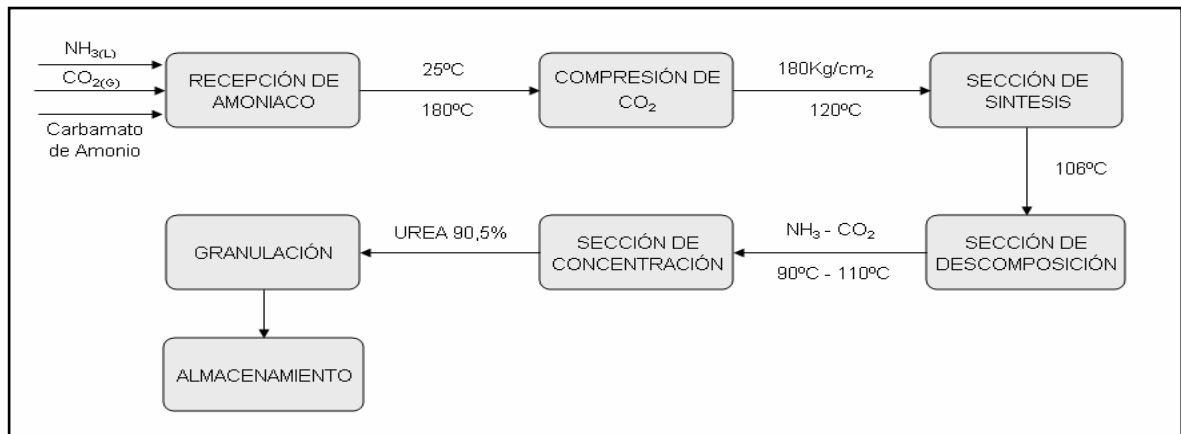 NH₃(L)
CO₂(G)
Carbamato
de Amonio
RECEPCIÓN DE
AMONIACO
25ºC
180ºC
COMPRESIÓN DE
CO₂
180Kg/cm₂
120ºC
SECCIÓN DE
SINTESIS
106ºC
SECCIÓN DE
DESCOMPOSICIÓN
NH₃ - CO₂
90ºC - 110ºC
SECCIÓN DE
CONCENTRACIÓN
UREA 90,5%
GRANULACIÓN
ALMACENAMIENTO